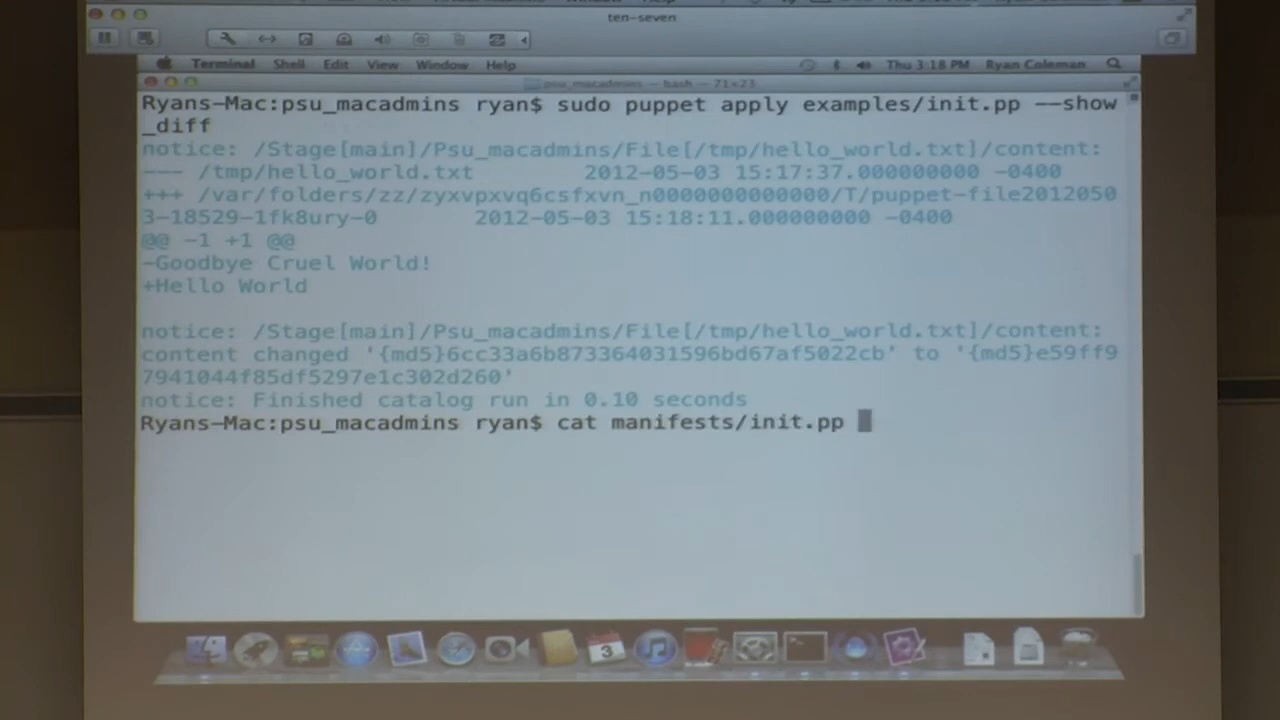 ten-seven
Terminal Shell Edit View Window Help Thu 3:18 PM Ryan Coleman
psu_macadmins — bash — 71×23
Ryans-Mac:psu_macadmins ryan$ sudo puppet apply examples/init.pp --show
_diff
notice: /Stage[main]/Psu_macadmins/File[/tmp/hello_world.txt]/content:
--- /tmp/hello_world.txt 2012-05-03 15:17:37.000000000 -0400
+++ /var/folders/zz/zyxvpxvq6csfxvn_n0000000000000/T/puppet-file2012050
3-18529-1fk8ury-0 2012-05-03 15:18:11.000000000 -0400
@@ -1 +1 @@
-Goodbye Cruel World!
+Hello World
notice: /Stage[main]/Psu_macadmins/File[/tmp/hello_world.txt]/content:
content changed '{md5}6cc33a6b873364031596bd67af5022cb' to '{md5}e59ff9
7941044f85df5297e1c302d260'
notice: Finished catalog run in 0.10 seconds
Ryans-Mac:psu_macadmins ryan$ cat manifests/init.pp
3